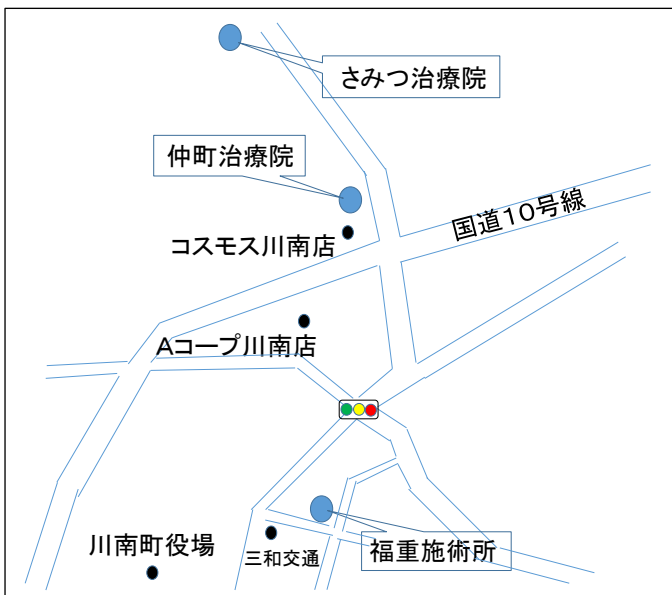 さみつ治療院
仲町治療院
国道10号線
コスモス川南店
Aコープ川南店
川南町役場
三和交通
福重施術所